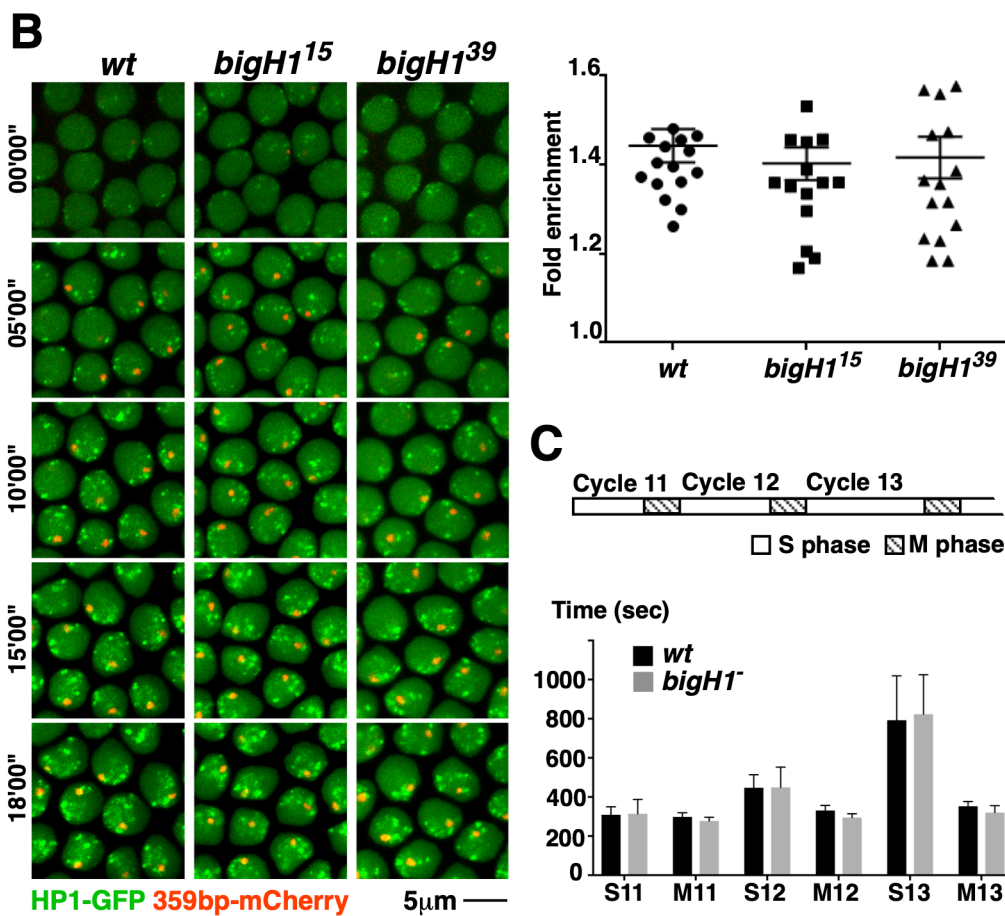 B
wt bigH1¹⁵ bigH1³⁹
00'00"
05'00"
10'00"
15'00"
18'00"
HP1-GFP 359bp-mCherry 5μm
Fold enrichment
1.6
1.4
1.2
1.0
wt bigH1¹⁵ bigH1³⁹
C
Cycle 11 Cycle 12 Cycle 13
S phase M phase
Time (sec)
wt
bigH1⁻
1000
800
600
400
200
0
S11 M11 S12 M12 S13 M13